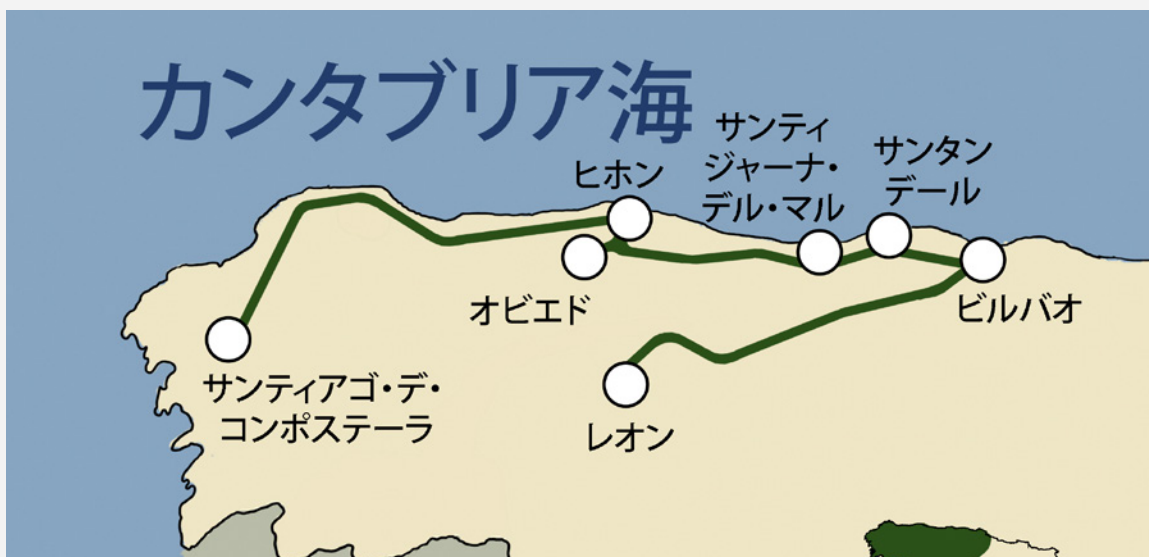 カンタブリア海
サンティ
ジャーナ・
デル・マル
サンタン
デール
ヒホン
オビエド
ビルバオ
サンティアゴ・デ・
コンポステーラ
レオン